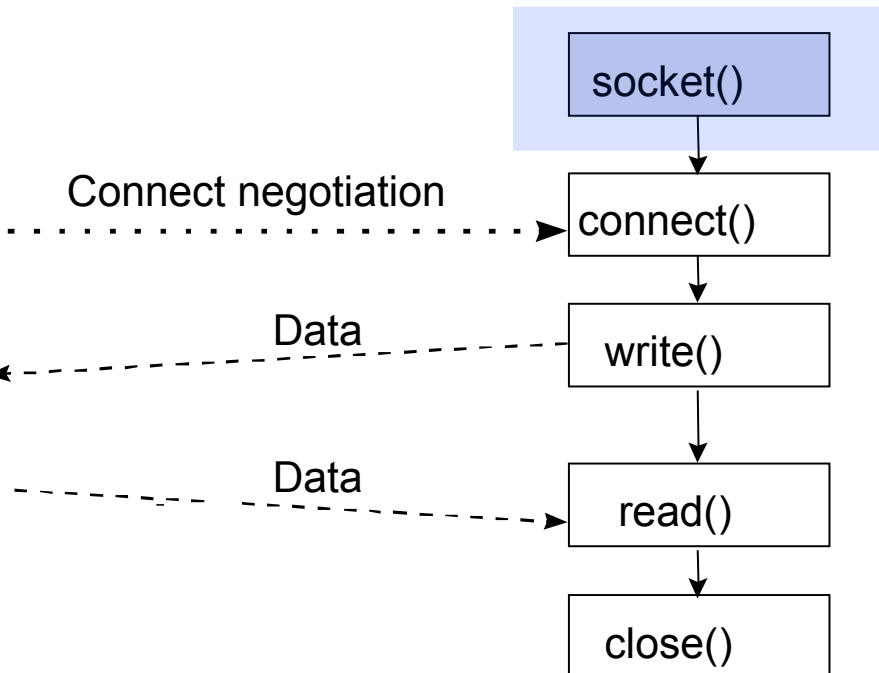 socket()
Connect negotiation
connect()
Data
write()
Data
read()
close()